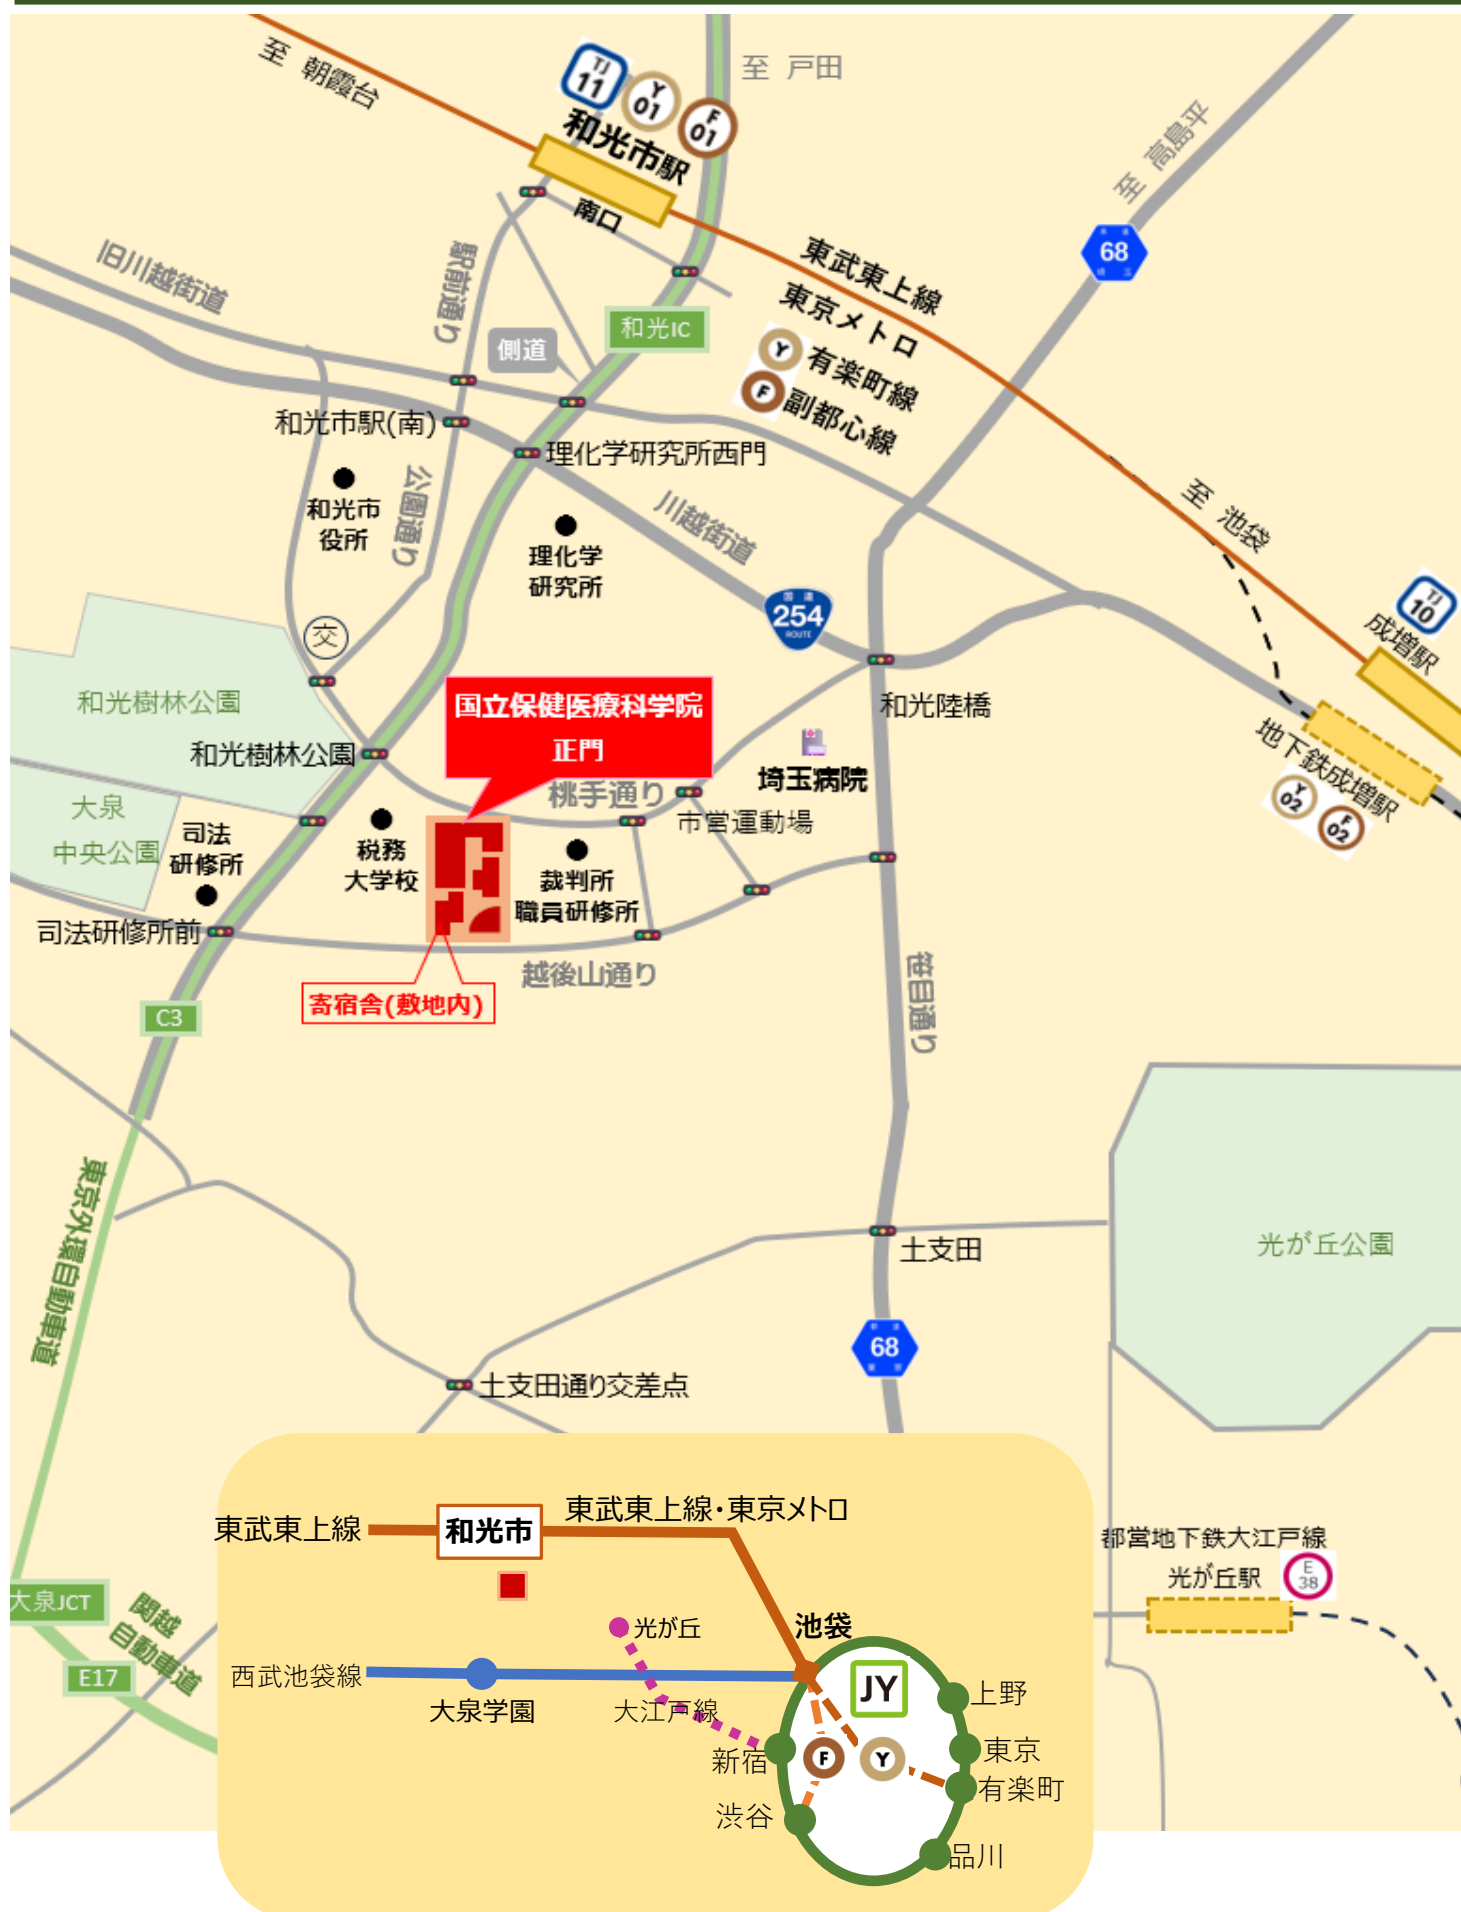 至 朝霞台
TJ
11
Y
01
F
01
和光市駅
南口
至 戸田
至 高島平
68
旧川越街道
駅前通り
和光IC
側道
東武東上線
東京メトロ
Y 有楽町線
F 副都心線
和光市駅(南)
理化学研究所西門
和光市
役所
公園通り
理化学
研究所
川越街道
国道
254
ROUTE
至 池袋
TJ
10
成増駅
交
和光樹林公園
国立保健医療科学院
正門
和光陸橋
和光樹林公園
埼玉病院
地下鉄成増駅
Y
02
F
02
桃手通り
市営運動場
大泉
中央公園
司法
研修所
税務
大学校
裁判所
職員研修所
司法研修所前
越後山通り
寄宿舎(敷地内)
笹目通り
C3
東京外環自動車道
土支田
光が丘公園
68
土支田通り交差点
東武東上線
和光市
東武東上線・東京メトロ
都営地下鉄大江戸線
光が丘駅
E
38
大泉JCT
関越
自動車道
E17
光が丘
池袋
西武池袋線
大泉学園
大江戸線
JY
上野
新宿
F
Y
東京
有楽町
渋谷
品川